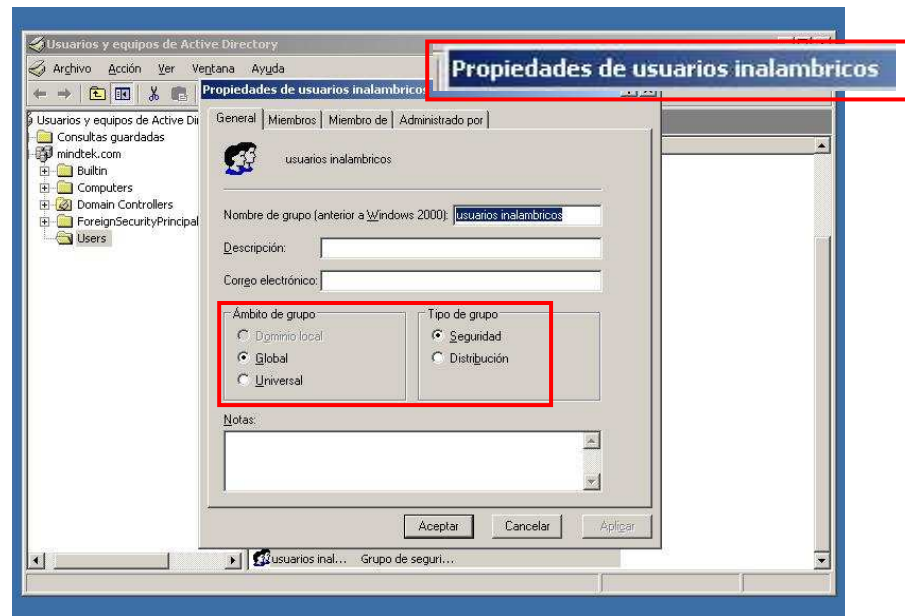 Usuarios y equipos de Active Directory
Propiedades de usuarios inalambricos
Archivo Acción Ver Ventana Ayuda
Propiedades de usuarios inalambricos
Usuarios y equipos de Active Di
Consultas guardadas
mindtek.com
Builtin
Computers
Domain Controllers
ForeignSecurityPrincipal
Users
General Miembros Miembro de Administrado por
usuarios inalambricos
Nombre de grupo (anterior a Windows 2000): usuarios inalambricos
Descripción:
Correo electrónico:
Ámbito de grupo
Dominio local
Global
Universal
Tipo de grupo
Seguridad
Distribución
Notas:
Aceptar Cancelar Aplicar
usuarios inal... Grupo de seguri...